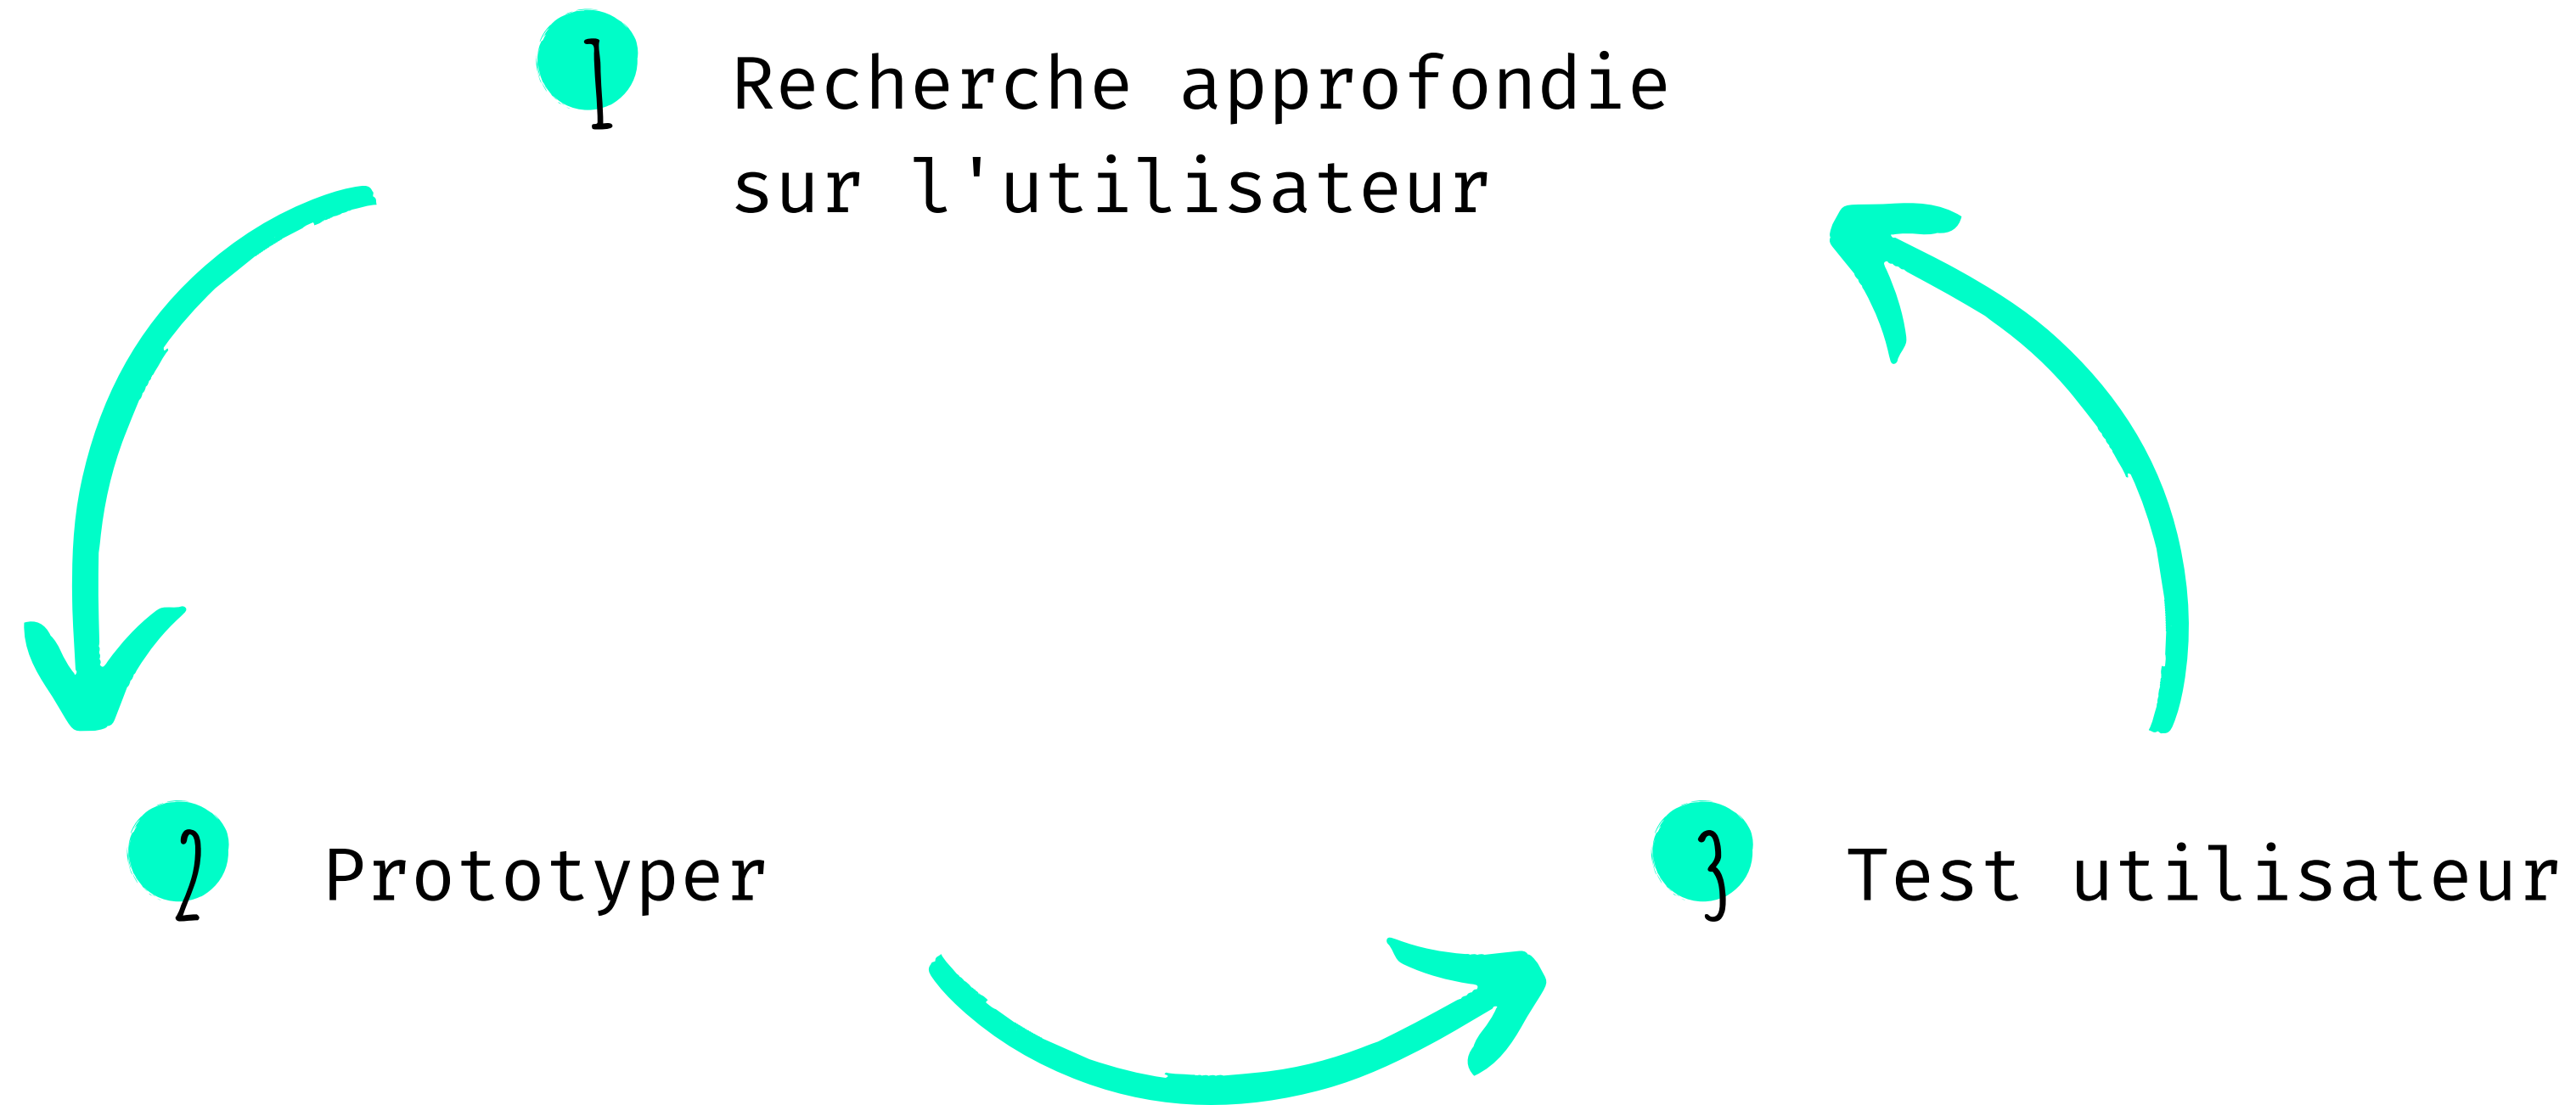 1
Recherche approfondie
sur l'utilisateur
2
Prototyper
3
Test utilisateur